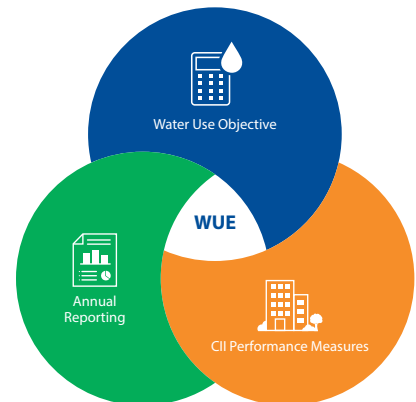 Water Use Objective
WUE
Annual
Reporting
CII Performance Measures